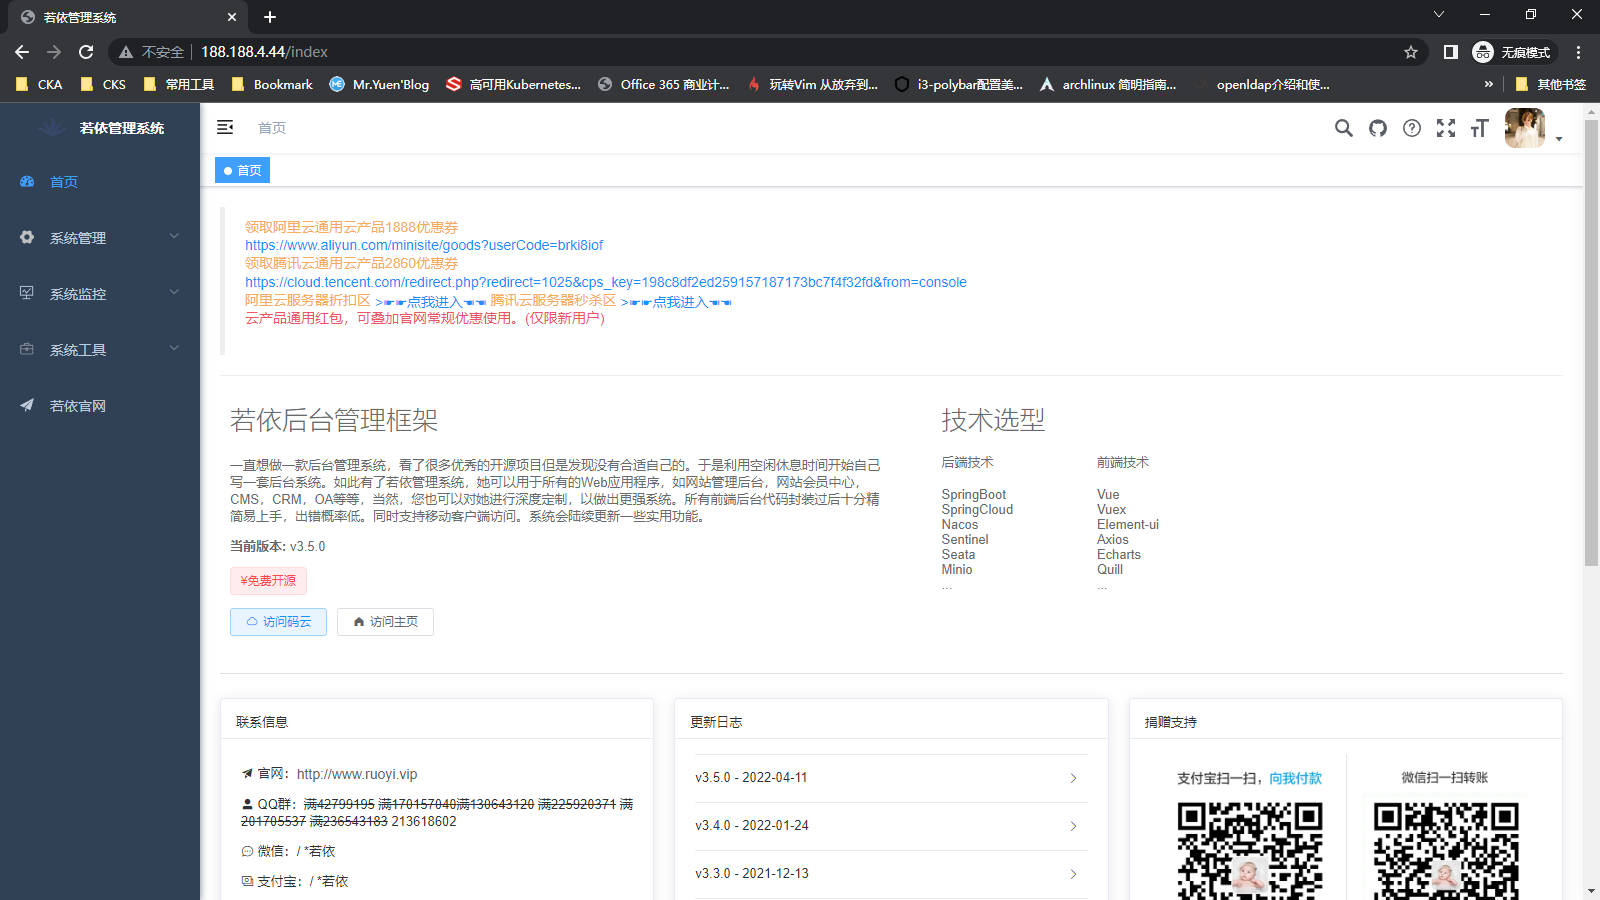 若依管理系统
不安全
188.188.4.44/index
无痕模式
CKA
CKS
常用工具
Bookmark
Mr.Yuen'Blog
高可用Kubernetes...
Office 365 商业计...
玩转Vim 从放弃到...
i3-polybar配置美...
archlinux 简明指南...
openldap介绍和使...
»
其他书签
若依管理系统
首页
系统管理
系统监控
系统工具
若依官网
首页
首页
领取阿里云通用云产品1888优惠券
https://www.aliyun.com/minisite/goods?userCode=brki8iof
领取腾讯云通用云产品2860优惠券
https://cloud.tencent.com/redirect.php?redirect=1025&cps_key=198c8df2ed259157187173bc7f4f32fd&from=console
阿里云服务器折扣区 >☛☛点我进入☚☚ 腾讯云服务器秒杀区 >☛☛点我进入☚☚
云产品通用红包，可叠加官网常规优惠使用。(仅限新用户)
若依后台管理框架
一直想做一款后台管理系统，看了很多优秀的开源项目但是发现没有合适自己的。于是利用空闲休息时间开始自己
写一套后台系统。如此有了若依管理系统，她可以用于所有的Web应用程序，如网站管理后台，网站会员中心，
CMS，CRM，OA等等，当然，您也可以对她进行深度定制，以做出更强系统。所有前端后台代码封装过后十分精
简易上手，出错概率低。同时支持移动客户端访问。系统会陆续更新一些实用功能。
当前版本: v3.5.0
¥免费开源
访问码云
访问主页
技术选型
后端技术
SpringBoot
SpringCloud
Nacos
Sentinel
Seata
Minio
...
前端技术
Vue
Vuex
Element-ui
Axios
Echarts
Quill
...
联系信息
官网：http://www.ruoyi.vip
QQ群：满42799195 满170157040满130643120 满225920371 满
201705537 满236543183 213618602
微信：/ *若依
支付宝：/ *若依
更新日志
v3.5.0 - 2022-04-11
v3.4.0 - 2022-01-24
v3.3.0 - 2021-12-13
捐赠支持
支付宝扫一扫，向我付款
微信扫一扫转账